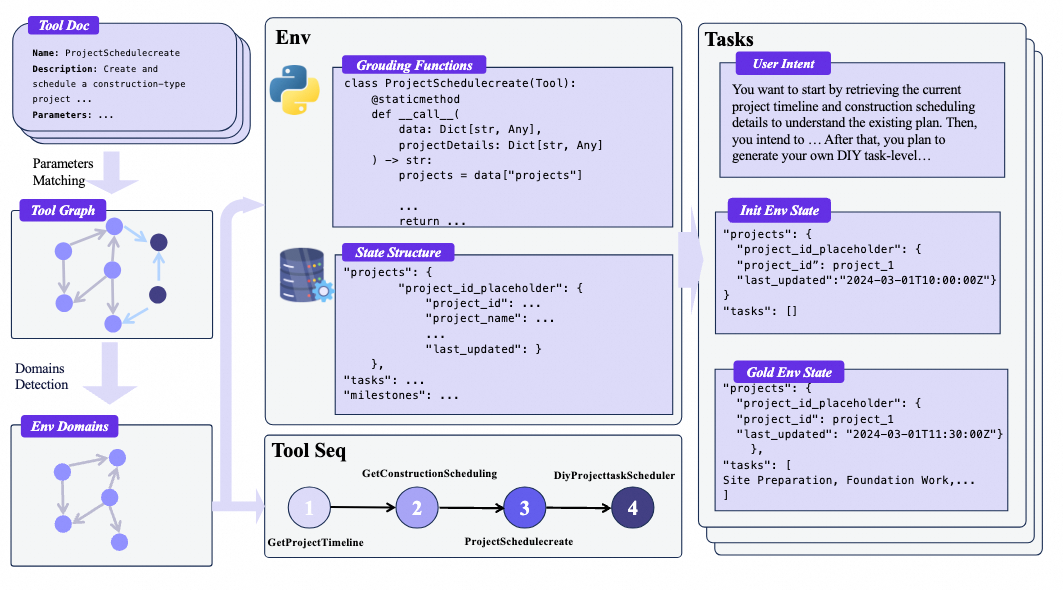 Tool Doc
Name: ProjectSchedulecreate
Description: Create and
schedule a construction-type
project ...
Parameters: ...
Parameters
Matching
Tool Graph
Domains
Detection
Env Domains
Env
Grouding Functions
class ProjectSchedulecreate(Tool):
    @staticmethod
    def __call__(
        data: Dict[str, Any],
        projectDetails: Dict[str, Any]
    ) -> str:
        projects = data["projects"]
        ...
        return ...
State Structure
"projects": {
        "project_id_placeholder": {
            "project_id": ...
            "project_name": ...
            ...
            "last_updated": }
    },
"tasks": ...
"milestones": ...
Tool Seq
GetConstructionScheduling
DiyProjecttaskScheduler
1
2
3
4
GetProjectTimeline
ProjectSchedulecreate
Tasks
User Intent
You want to start by retrieving the current
project timeline and construction scheduling
details to understand the existing plan. Then,
you intend to … After that, you plan to
generate your own DIY task-level…
Init Env State
"projects": {
  "project_id_placeholder": {
  "project_id”: project_1
  "last_updated":"2024-03-01T10:00:00Z"}
}
"tasks": []
Gold Env State
"projects": {
  "project_id_placeholder": {
  "project_id": project_1
  "last_updated": "2024-03-01T11:30:00Z"}
    },
"tasks": [
Site Preparation, Foundation Work,...
]